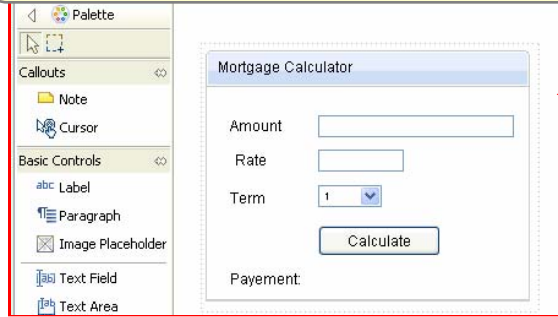 Palette
Callouts
Note
Cursor
Basic Controls
abc Label
Paragraph
Image Placeholder
Text Field
Text Area
Mortgage Calculator
Amount
Rate
Term
1
Calculate
Payement: